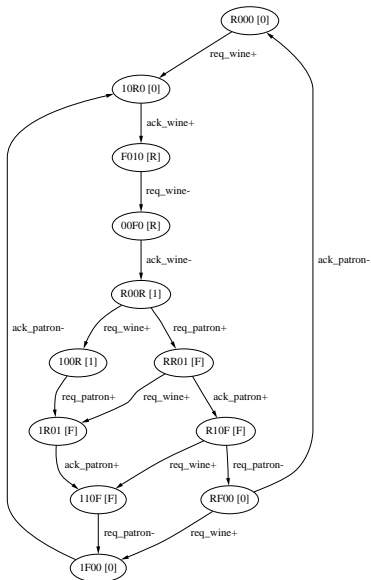 R000 [0]
req_wine+
10R0 [0]
ack_wine+
F010 [R]
req_wine-
00F0 [R]
ack_wine-
ack_patron-
R00R [1]
ack_patron-
req_wine+
req_patron+
100R [1]
RR01 [F]
req_patron+
req_wine+
ack_patron+
1R01 [F]
R10F [F]
ack_patron+
req_wine+
req_patron-
110F [F]
RF00 [0]
req_patron-
req_wine+
1F00 [0]